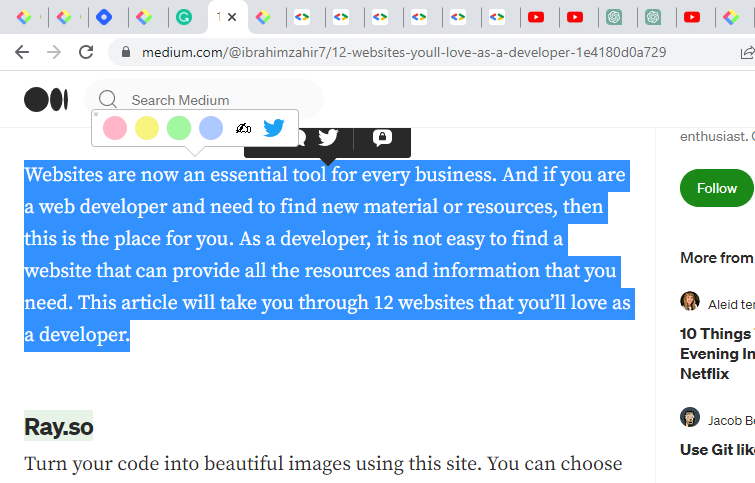 1
medium.com/@ibrahimzahir7/12-websites-youll-love-as-a-developer-1e4180d0a729
Search Medium
Websites are now an essential tool for every business. And if you are
a web developer and need to find new material or resources, then
this is the place for you. As a developer, it is not easy to find a
website that can provide all the resources and information that you
need. This article will take you through 12 websites that you’ll love as
a developer.
Ray.so
Turn your code into beautiful images using this site. You can choose
enthusiast.
Follow
More from
Aleid
10 Things
Evening
Netflix
Jacob
Use Git